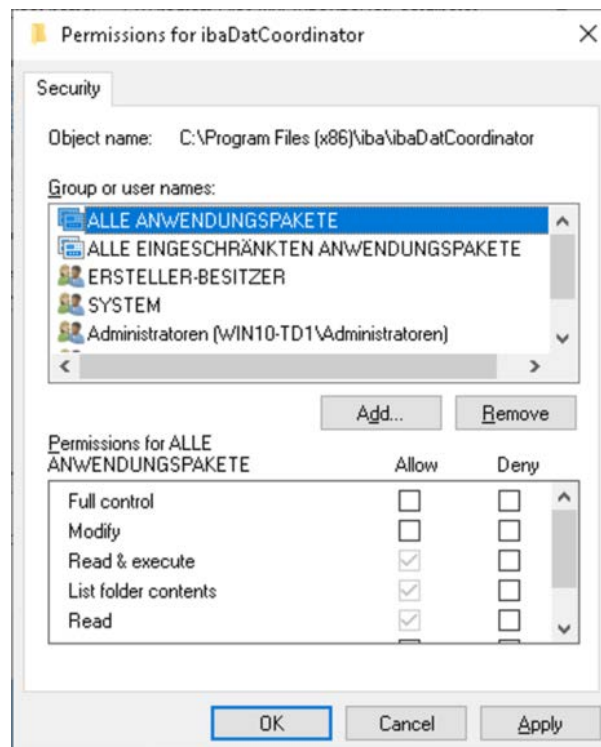 Permissions for ibaDatCoordinator
Security
Object name: C:\Program Files (x86)\iba\ibaDatCoordinator
Group or user names:
ALLE ANWENDUNGSPAKETE
ALLE EINGESCHRÄNKTEN ANWENDUNGSPAKETE
ERSTELLER-BESITZER
SYSTEM
Administratoren (WIN10-TD1\Administratoren)
Add... Remove
Permissions for ALLE
ANWENDUNGSPAKETE Allow Deny
Full control
Modify
Read & execute
List folder contents
Read
OK Cancel Apply